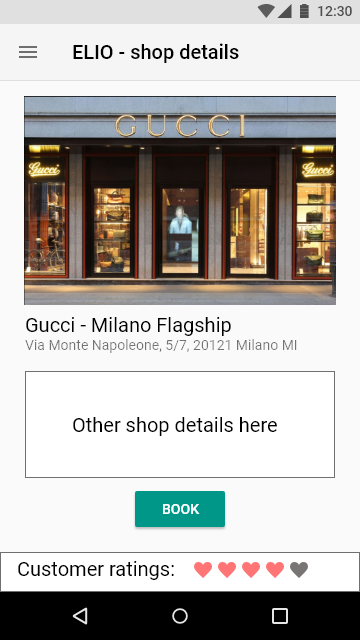 12:30
ELIO - shop details
GUCCI
Gucci
Gucci
Gucci - Milano Flagship
Via Monte Napoleone, 5/7, 20121 Milano MI
Other shop details here
BOOK
Customer ratings: